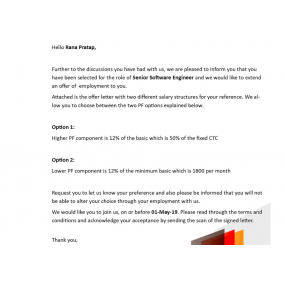 Hello Rana Pratap,
Further to the discussions you have had with us, we are pleased to inform you that you
have been selected for the role of Senior Software Engineer and we would like to extend
an offer of employment to you.
Attached is the offer letter with two different salary structures for your reference. We al-
low you to choose between the two PF options explained below.
Option 1:
Higher PF component is 12% of the basic which is 50% of the fixed CTC
Option 2:
Lower PF component is 12% of the minimum basic which is 1800 per month
Request you to let us know your preference and also please be informed that you will not
be able to alter your choice through your employment with us.
We would like you to join us, on or before 01-May-19. Please read through the terms and
conditions and acknowledge your acceptance by sending the scan of the signed letter.
Thank you,